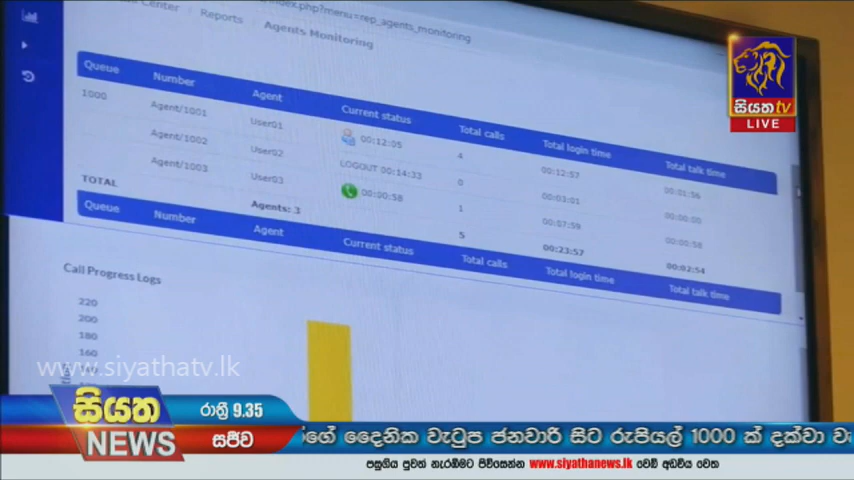 index.php?menu=rep_agents_monitoring
Center Reports Agents Monitoring
Queue Number Agent Current status Total calls Total login time Total talk time
1000 Agent/1001 User01 00:12:05 4 00:12:57 00:01:56
Agent/1002 User02 LOGOUT 00:14:33 0 00:03:01 00:00:00
Agent/1003 User03 00:00:58 1 00:07:59 00:00:58
TOTAL Agents: 3 5 00:23:57 00:02:54
Queue Number Agent Current status Total calls Total login time Total talk time
Call Progress Logs
220
200
180
160
සියත tv
LIVE
www.siyathatv.lk
සියත NEWS
රාත්‍රී 9.35
සජීව
ගේ දෛනික වැටුප ජනවාරි සිට රුපියල් 1000 ක් දක්වා වැ
පසුගිය පුවත් නැරඹීමට පිවිසෙන්න www.siyathanews.lk වෙබ් අඩවිය වෙත